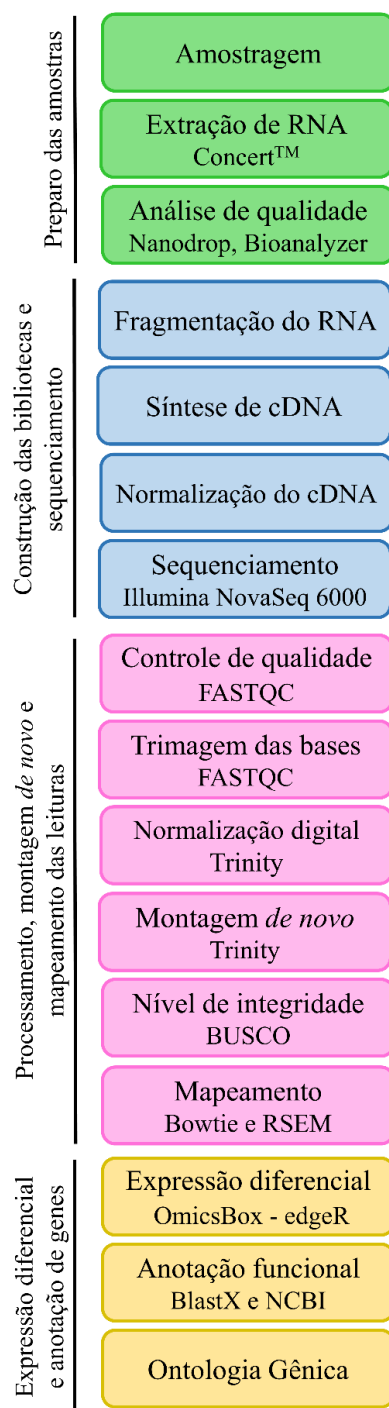 Preparo das amostras
Amostragem
Extração de RNA
Concert™
Análise de qualidade
Nanodrop, Bioanalyzer
Construção das bibliotecas e
sequenciamento
Fragmentação do RNA
Síntese de cDNA
Normalização do cDNA
Sequenciamento
Illumina NovaSeq 6000
Processamento, montagem de novo e
mapeamento das leituras
Controle de qualidade
FASTQC
Trimagem das bases
FASTQC
Normalização digital
Trinity
Montagem de novo
Trinity
Nível de integridade
BUSCO
Mapeamento
Bowtie e RSEM
Expressão diferencial
e anotação de genes
Expressão diferencial
OmicsBox - edgeR
Anotação funcional
BlastX e NCBI
Ontologia Gênica